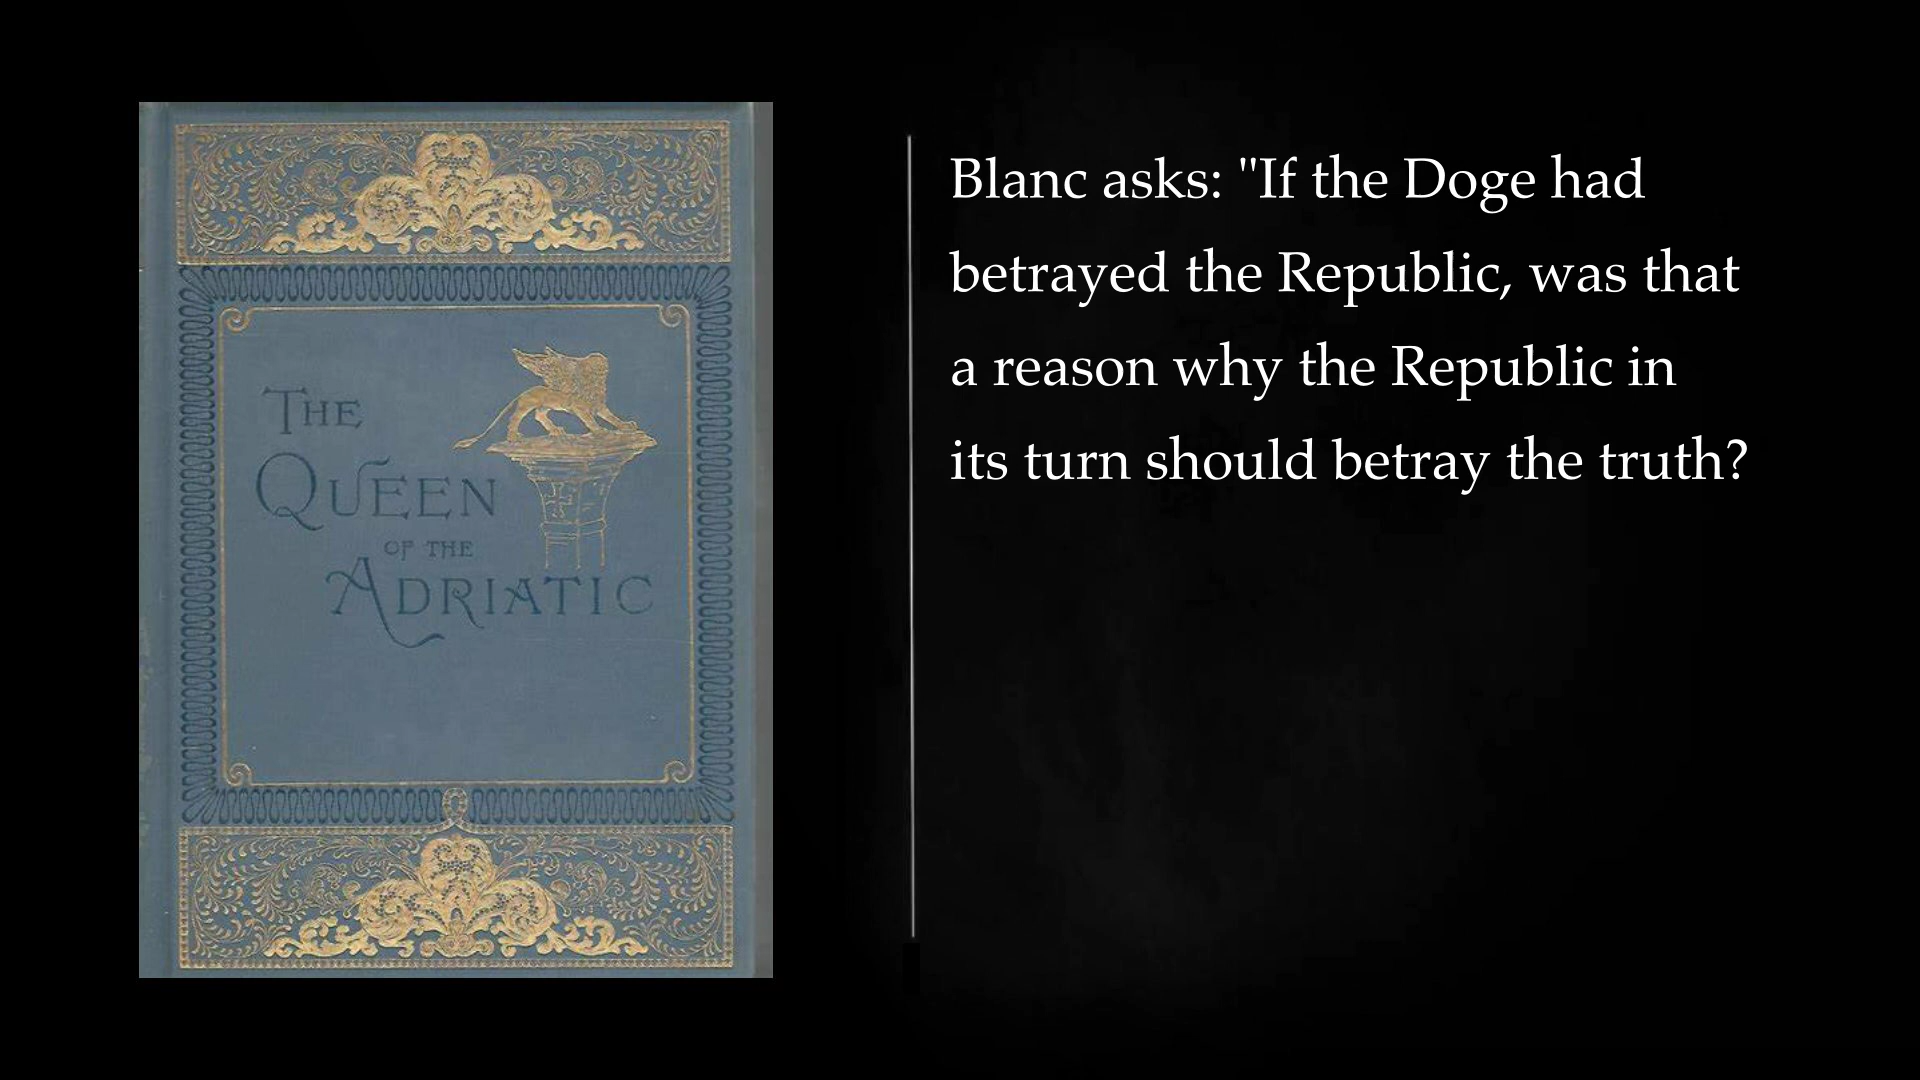 THE
QUEEN
OF THE
ADRIATIC
Blanc asks: "If the Doge had
betrayed the Republic, was that
a reason why the Republic in
its turn should betray the truth?